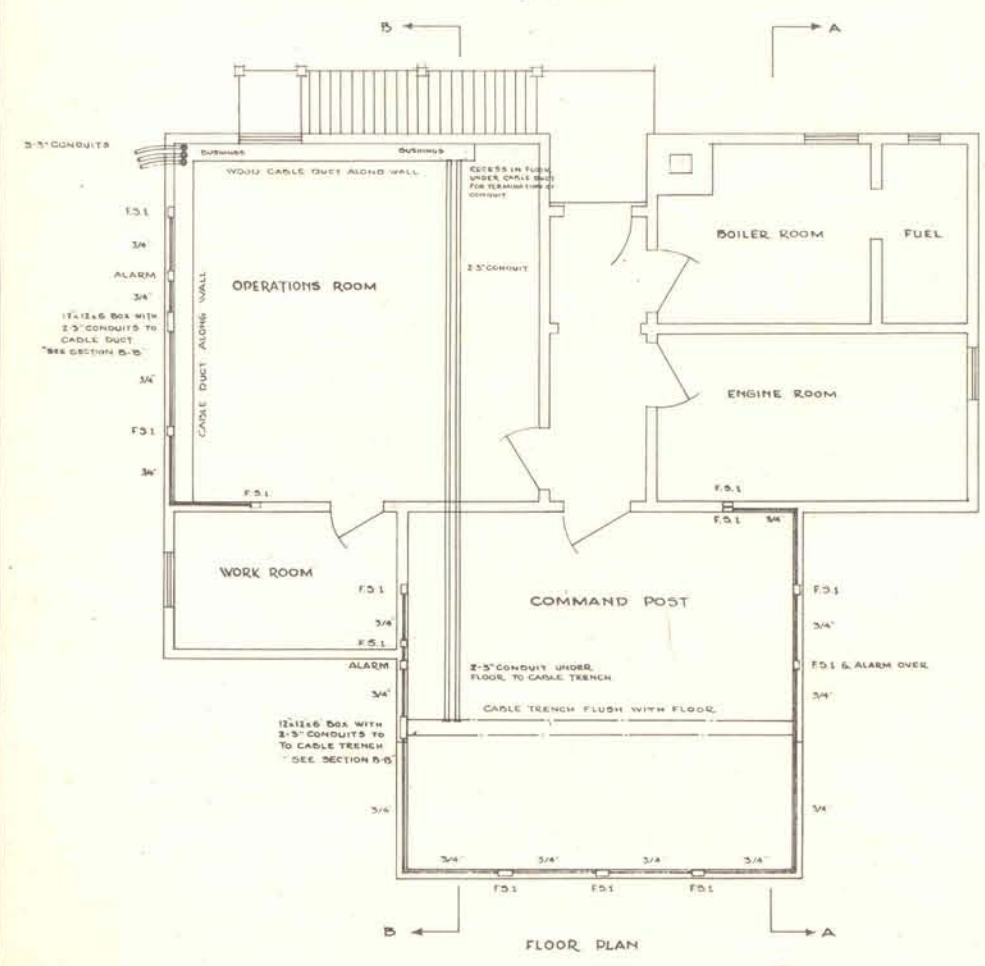 B
A
3-3" CONDUITS
BUSHINGS
BUSHINGS
WOOD CABLE DUCT ALONG WALL
IN FLOOR
UNDER CABLE DUCT
FOR TERMINATION OF
CONDUIT
F.S.1
3/4"
ALARM
3/4"
12x12x6 BOX WITH
2-3" CONDUITS TO
CABLE DUCT
"SEE SECTION B-B"
3/4"
F.S.1
3/4"
CABLE DUCT ALONG WALL
OPERATIONS ROOM
2-3" CONDUIT
BOILER ROOM
FUEL
ENGINE ROOM
F.S.1
F.S.1
F.S.1
3/4"
WORK ROOM
F.S.1
3/4"
F.S.1
ALARM
3/4"
12x12x6 BOX WITH
2-3" CONDUITS TO
TO CABLE TRENCH
"SEE SECTION B-B"
3/4"
COMMAND POST
2-3" CONDUIT UNDER
FLOOR TO CABLE TRENCH
CABLE TRENCH FLUSH WITH FLOOR
F.S.1
3/4"
F.S.1 & ALARM OVER
3/4"
3/4
3/4"
3/4"
3/4
3/4"
F.S.1
F.S.1
F.S.1
B
A
FLOOR PLAN